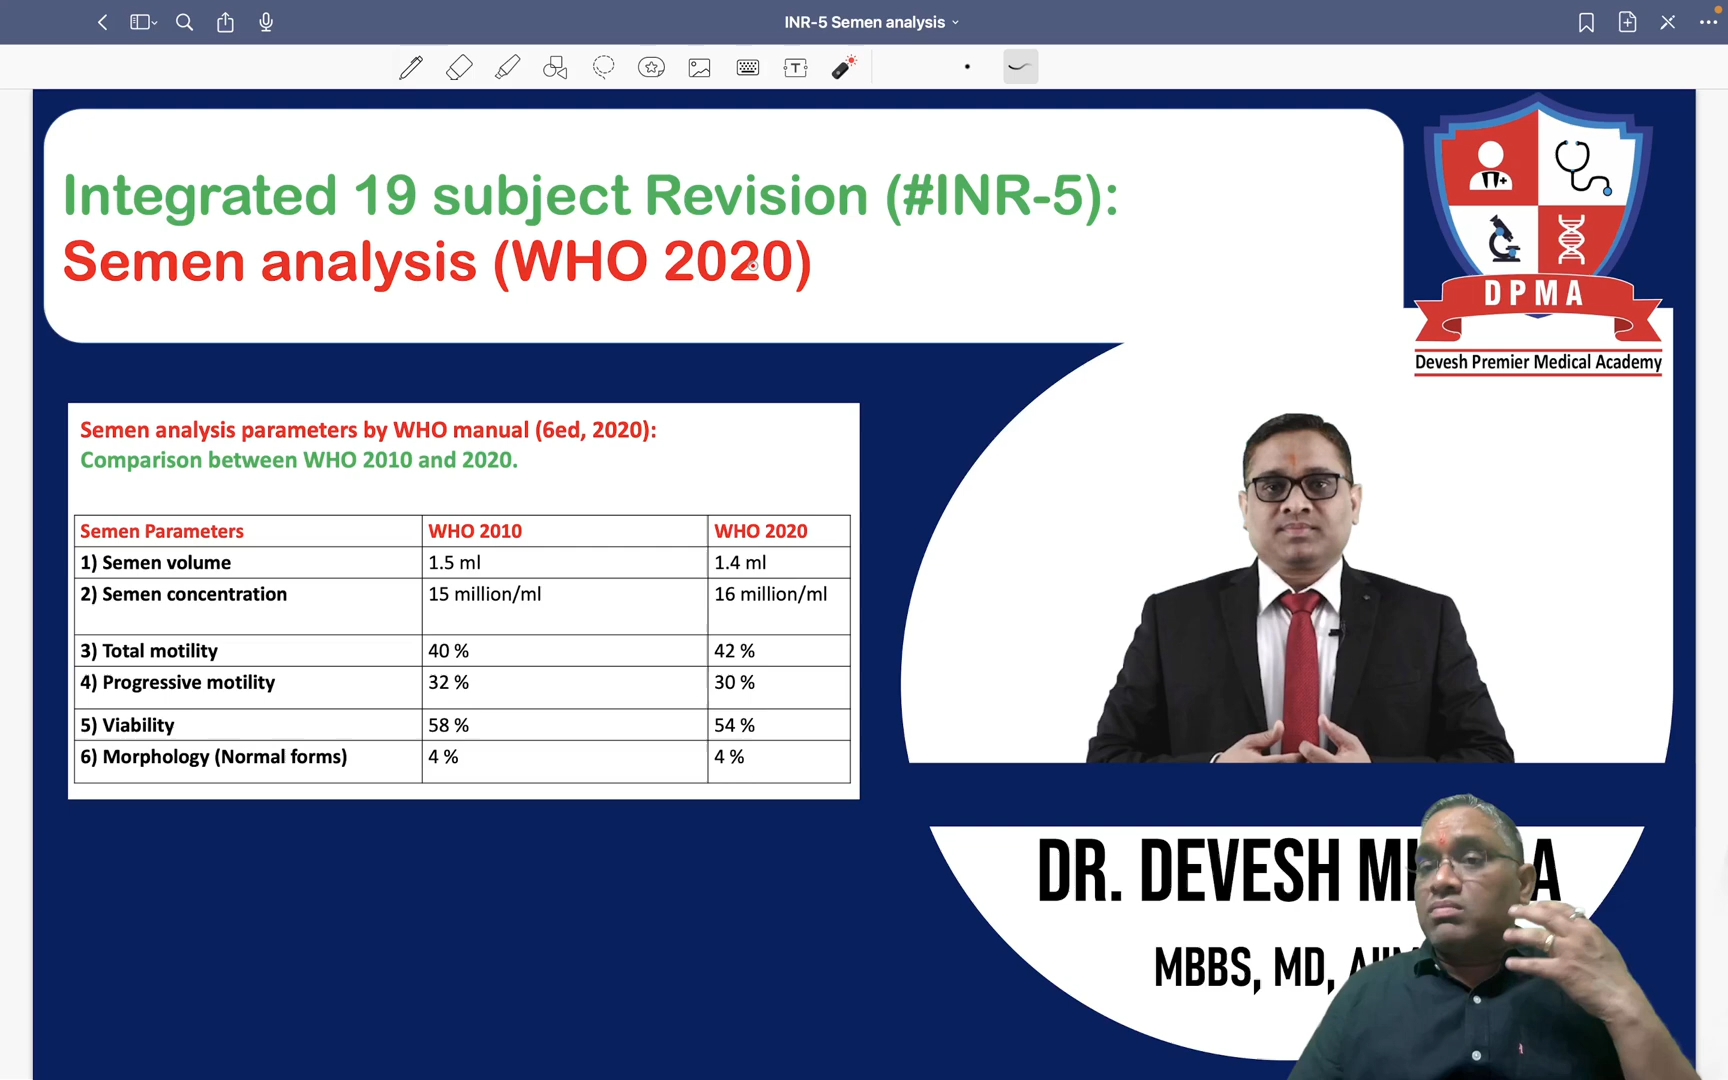 INR-5 Semen analysis
Integrated 19 subject Revision (#INR-5):
Semen analysis (WHO 2020)
DPMA
Devesh Premier Medical Academy
Semen analysis parameters by WHO manual (6ed, 2020):
Comparison between WHO 2010 and 2020.
Semen Parameters WHO 2010 WHO 2020
1) Semen volume 1.5 ml 1.4 ml
2) Semen concentration 15 million/ml 16 million/ml
3) Total motility 40 % 42 %
4) Progressive motility 32 % 30 %
5) Viability 58 % 54 %
6) Morphology (Normal forms) 4 % 4 %
DR. DEVESH
MBBS, MD,